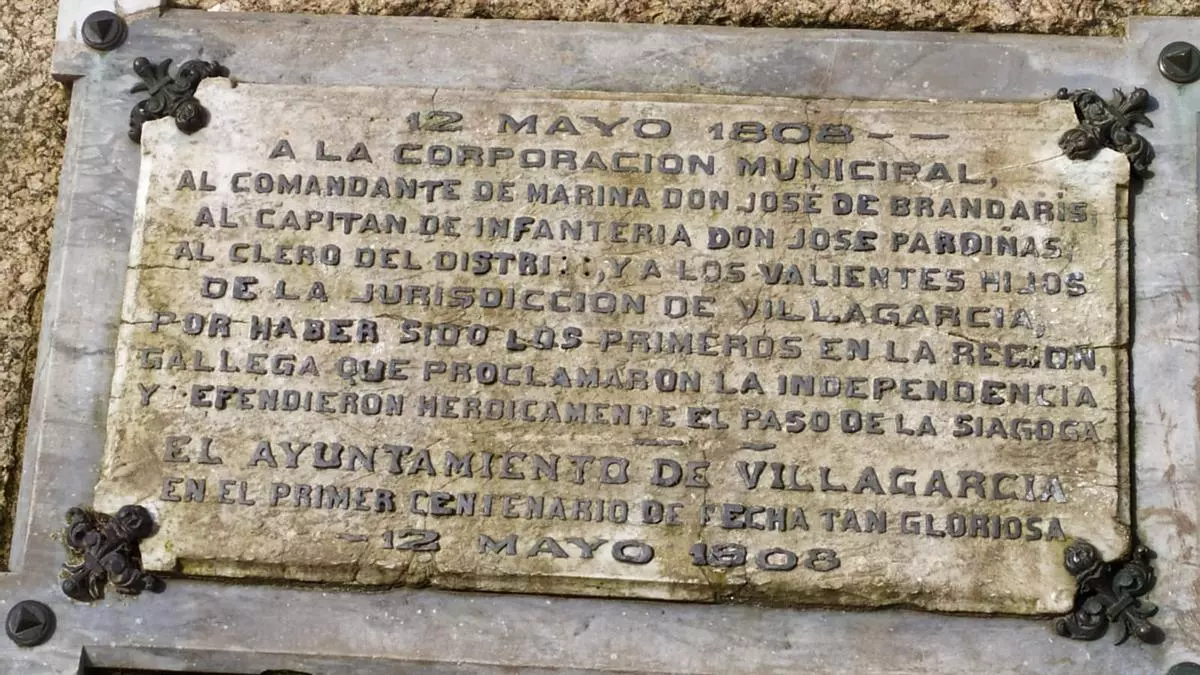 12 MAYO 1808 – –
A LA CORPORACION MUNICIPAL,
AL COMANDANTE DE MARINA DON JOSÉ DE BRANDARIS,
AL CAPITAN DE INFANTERIA DON JOSE PARDIÑAS,
AL CLERO DEL DISTRI::, Y A LOS VALIENTES HIJOS
DE LA JURISDICCION DE VILLAGARCIA,
POR HABER SIDO LOS PRIMEROS EN LA REGION,
GALLEGA QUE PROCLAMARON LA INDEPENDENCIA
Y :EFENDIERON HEROICAMENTE EL PASO DE LA SIAGOGA
EL AYUNTAMIENTO DE VILLAGARCIA
EN EL PRIMER CENTENARIO DE FECHA TAN GLORIOSA
– 12 MAYO 1908